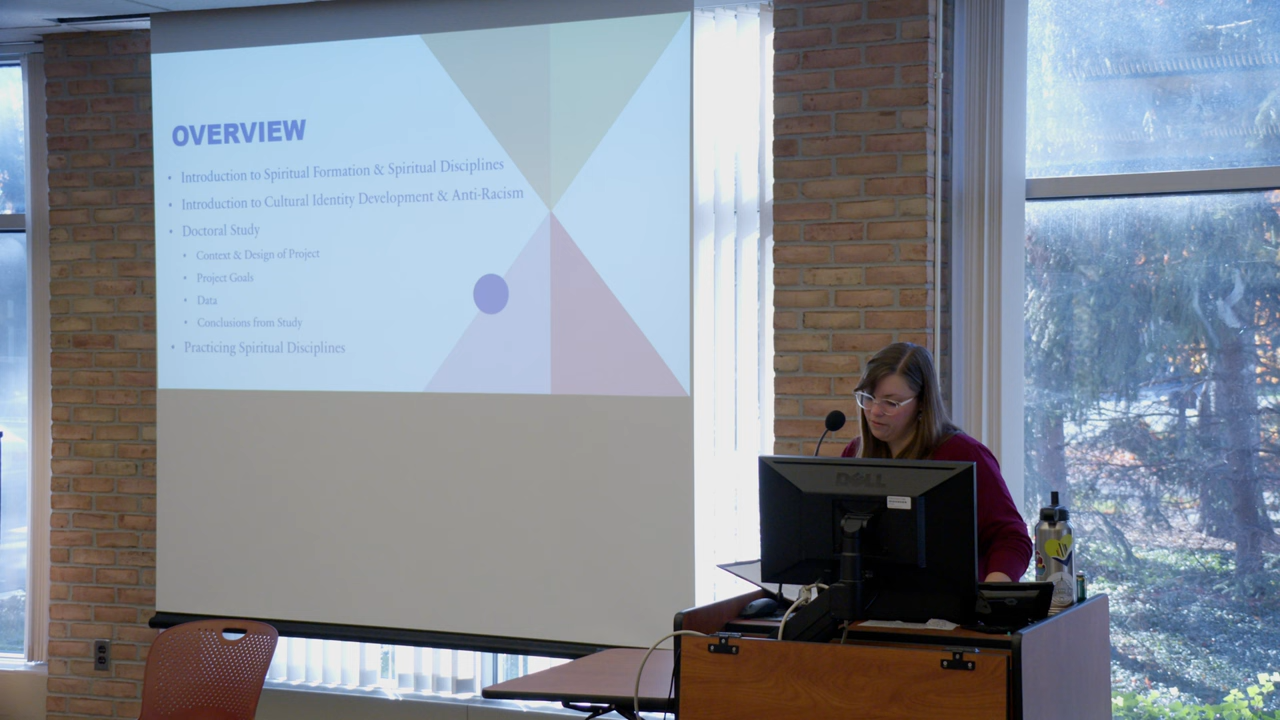 OVERVIEW
• Introduction to Spiritual Formation & Spiritual Disciplines
• Introduction to Cultural Identity Development & Anti-Racism
• Doctoral Study
• Context & Design of Project
• Project Goals
• Data
• Conclusions from Study
• Practicing Spiritual Disciplines
DELL